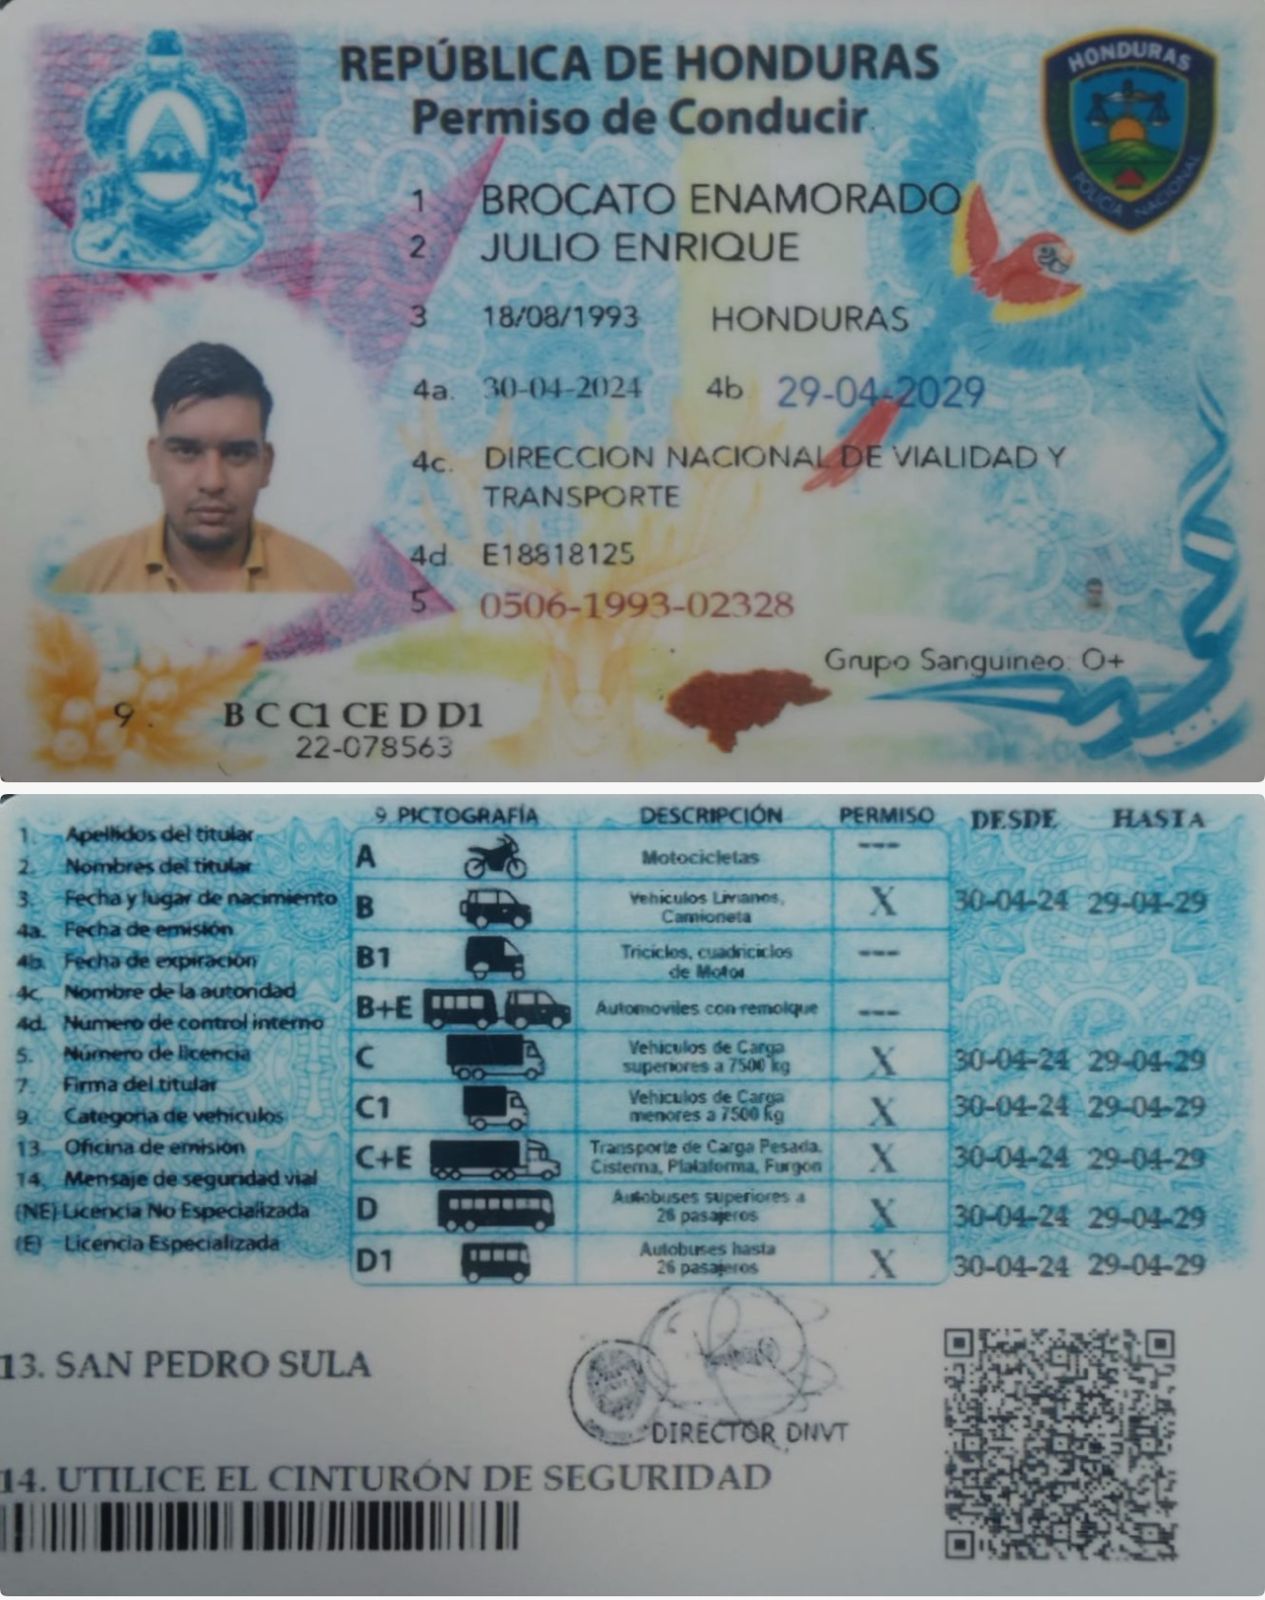 REPÚBLICA DE HONDURAS
Permiso de Conducir
HONDURAS
POLICIA NACIONAL
1 BROCATO ENAMORADO
2 JULIO ENRIQUE
3 18/08/1993 HONDURAS
4a. 30-04-2024 4b 29-04-2029
4c. DIRECCION NACIONAL DE VIALIDAD Y
TRANSPORTE
4d E18818125
5 0506-1993-02328
Grupo Sanguineo: O+
9. B C C1 CE D D1
22-078563
1. Apellidos del titular
2. Nombres del titular
3. Fecha y lugar de nacimiento
4a. Fecha de emisión
4b. Fecha de expiración
4c. Nombre de la autoridad
4d. Numero de control interno
5. Número de licencia
7. Firma del titular
9. Categoria de vehículos
13. Oficina de emisión
14. Mensaje de seguridad vial
(NE) Licencia No Especializada
(E) Licencia Especializada
9 PICTOGRAFÍA DESCRIPCIÓN PERMISO DESDE HASTA
A Motocicletas ---
B Vehiculos Livianos, Camioneta X 30-04-24 29-04-29
B1 Triciclos, cuadriciclos de Motor ---
B+E Automoviles con remolque ---
C Vehiculos de Carga superiores a 7500 kg X 30-04-24 29-04-29
C1 Vehiculos de Carga menores a 7500 kg X 30-04-24 29-04-29
C+E Transporte de Carga Pesada. Cisterna, Plataforma, Furgon X 30-04-24 29-04-29
D Autobuses superiores a 26 pasajeros X 30-04-24 29-04-29
D1 Autobuses hasta 26 pasajeros X 30-04-24 29-04-29
13. SAN PEDRO SULA
DIRECTOR DNVT
14. UTILICE EL CINTURÓN DE SEGURIDAD